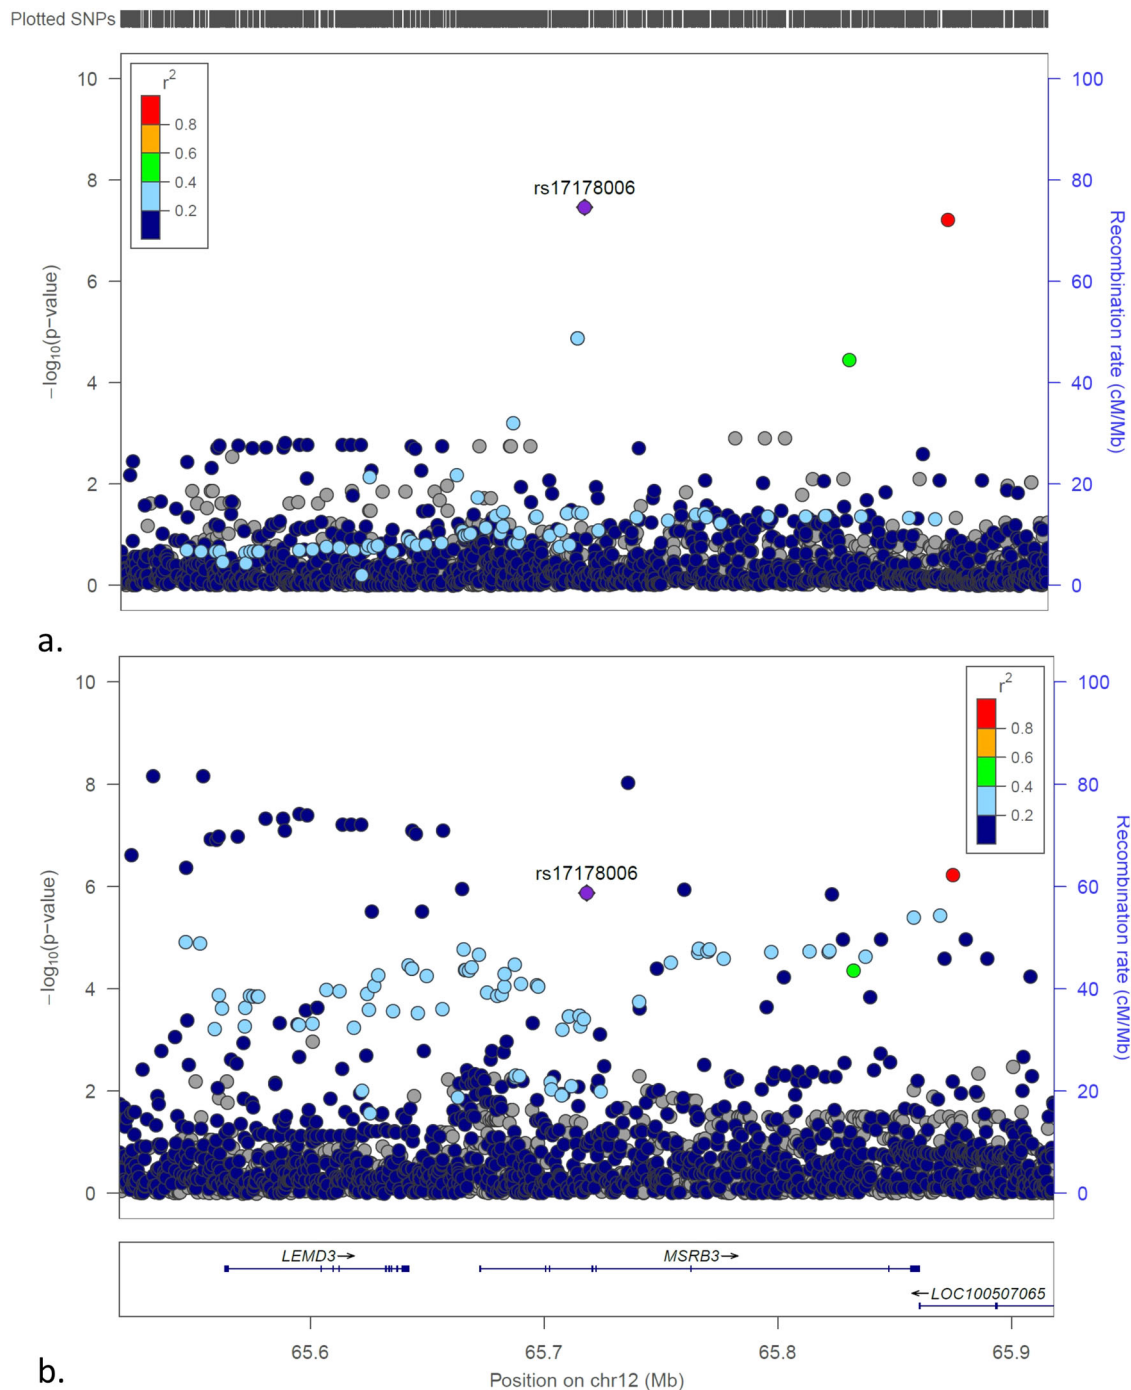 Plotted SNPs
r2
0.8
0.6
0.4
0.2
rs17178006
10
8
6
4
2
0
−log10(p−value)
100
80
60
40
20
0
Recombination rate (cM/Mb)
a.
r2
0.8
0.6
0.4
0.2
rs17178006
10
8
6
4
2
0
−log10(p−value)
100
80
60
40
20
0
Recombination rate (cM/Mb)
LEMD3→
MSRB3→
←LOC100507065
65.6 65.7 65.8 65.9
Position on chr12 (Mb)
b.